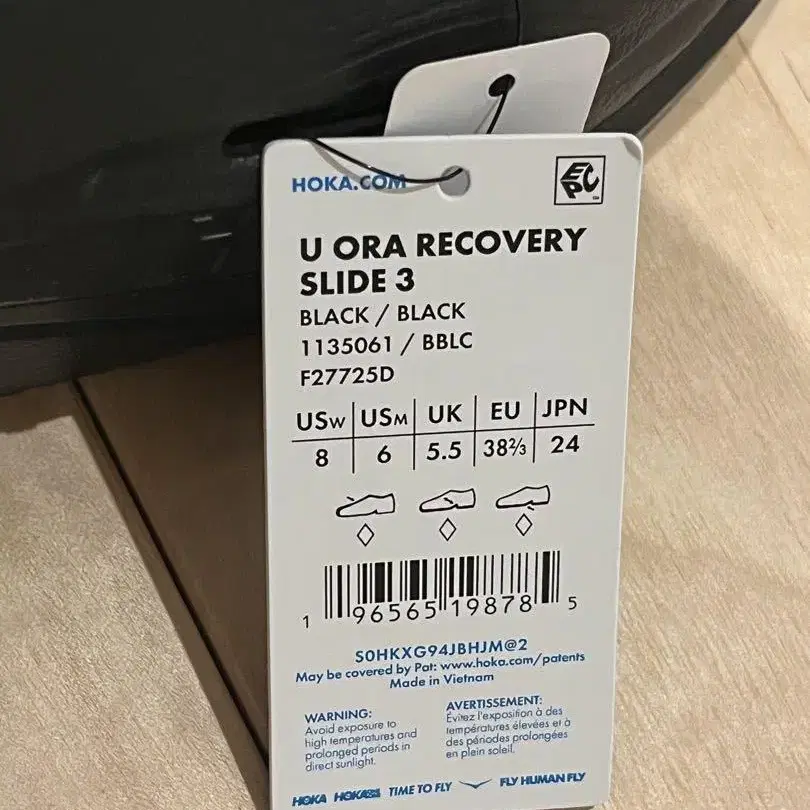 HOKA.COM
EPC
U ORA RECOVERY
SLIDE 3
BLACK / BLACK
1135061 / BBLC
F27725D
USW USM UK EU JPN
8 6 5.5 38⅔ 24
1 96565 19878 5
S0HKXG94JBHJM@2
May be covered by Pat: www.hoka.com/patents
Made in Vietnam
WARNING:
Avoid exposure to
high temperatures and
prolonged periods in
direct sunlight.
AVERTISSEMENT:
Évitez l'exposition à des
températures élevées et à
des périodes prolongées
en plein soleil.
HOKA HOKA TIME TO FLY FLY HUMAN FLY